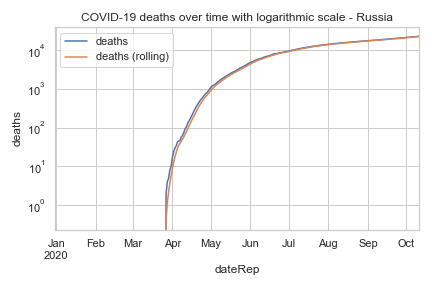 COVID-19 deaths over time with logarithmic scale - Russia
deaths
deaths (rolling)
deaths
10⁴
10³
10²
10¹
10⁰
Jan Feb Mar Apr May Jun Jul Aug Sep Oct
2020
dateRep